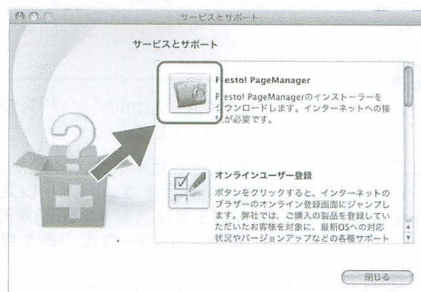 サービスとサポート
サービスとサポート
Presto! PageManager
Presto! PageManagerのインストーラーを
ダウンロードします。インターネットへの接
続が必要です。
オンラインユーザー登録
ボタンをクリックすると、インターネットの
ブラザーのオンライン登録画面にジャンプし
ます。弊社では、ご購入の製品を登録してい
ただいたお客様を対象に、最新OSへの対応
状況やバージョンアップなどの各種サポート
閉じる